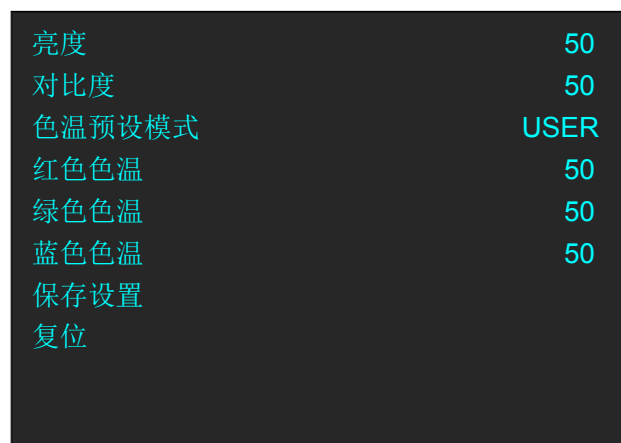 亮度 50
对比度 50
色温预设模式 USER
红色色温 50
绿色色温 50
蓝色色温 50
保存设置
复位